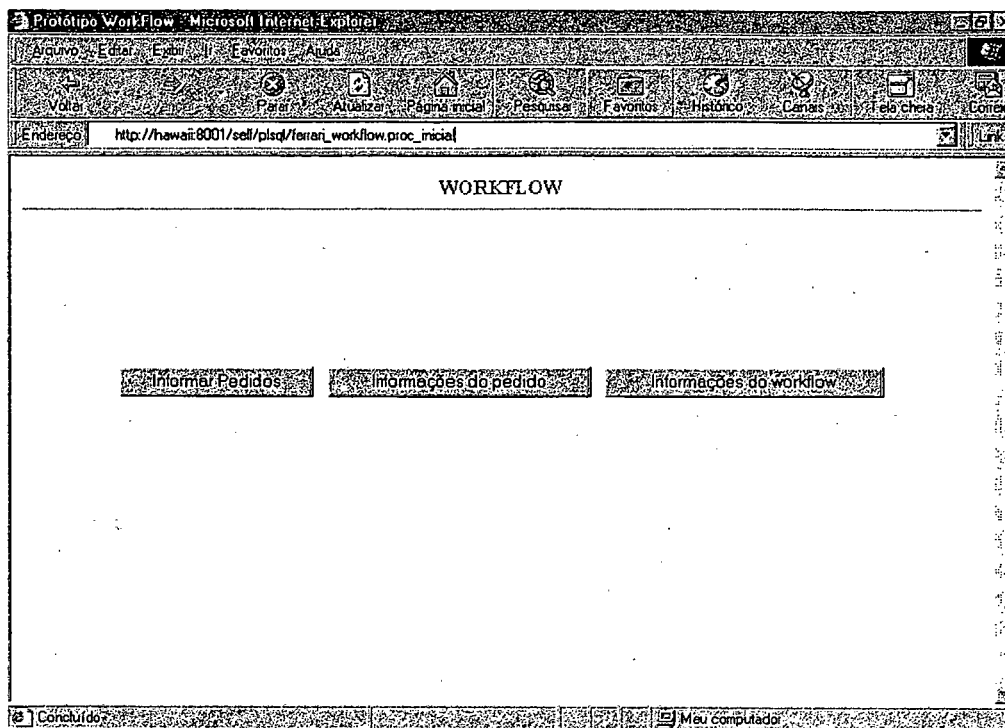 Protótipo WorkFlow - Microsoft Internet Explorer
Arquivo Editar Exibir Ir Favoritos Ajuda
Voltar Parar Atualizar Página inicial Pesquisar Favoritos Histórico Canais Tela cheia Correi
Endereço http://hawaii:8001/sell/plsql/ferrari_workflow.proc_inicial Link
WORKFLOW
Informar Pedidos Informações do pedido Informações do workflow
Concluído Meu computador